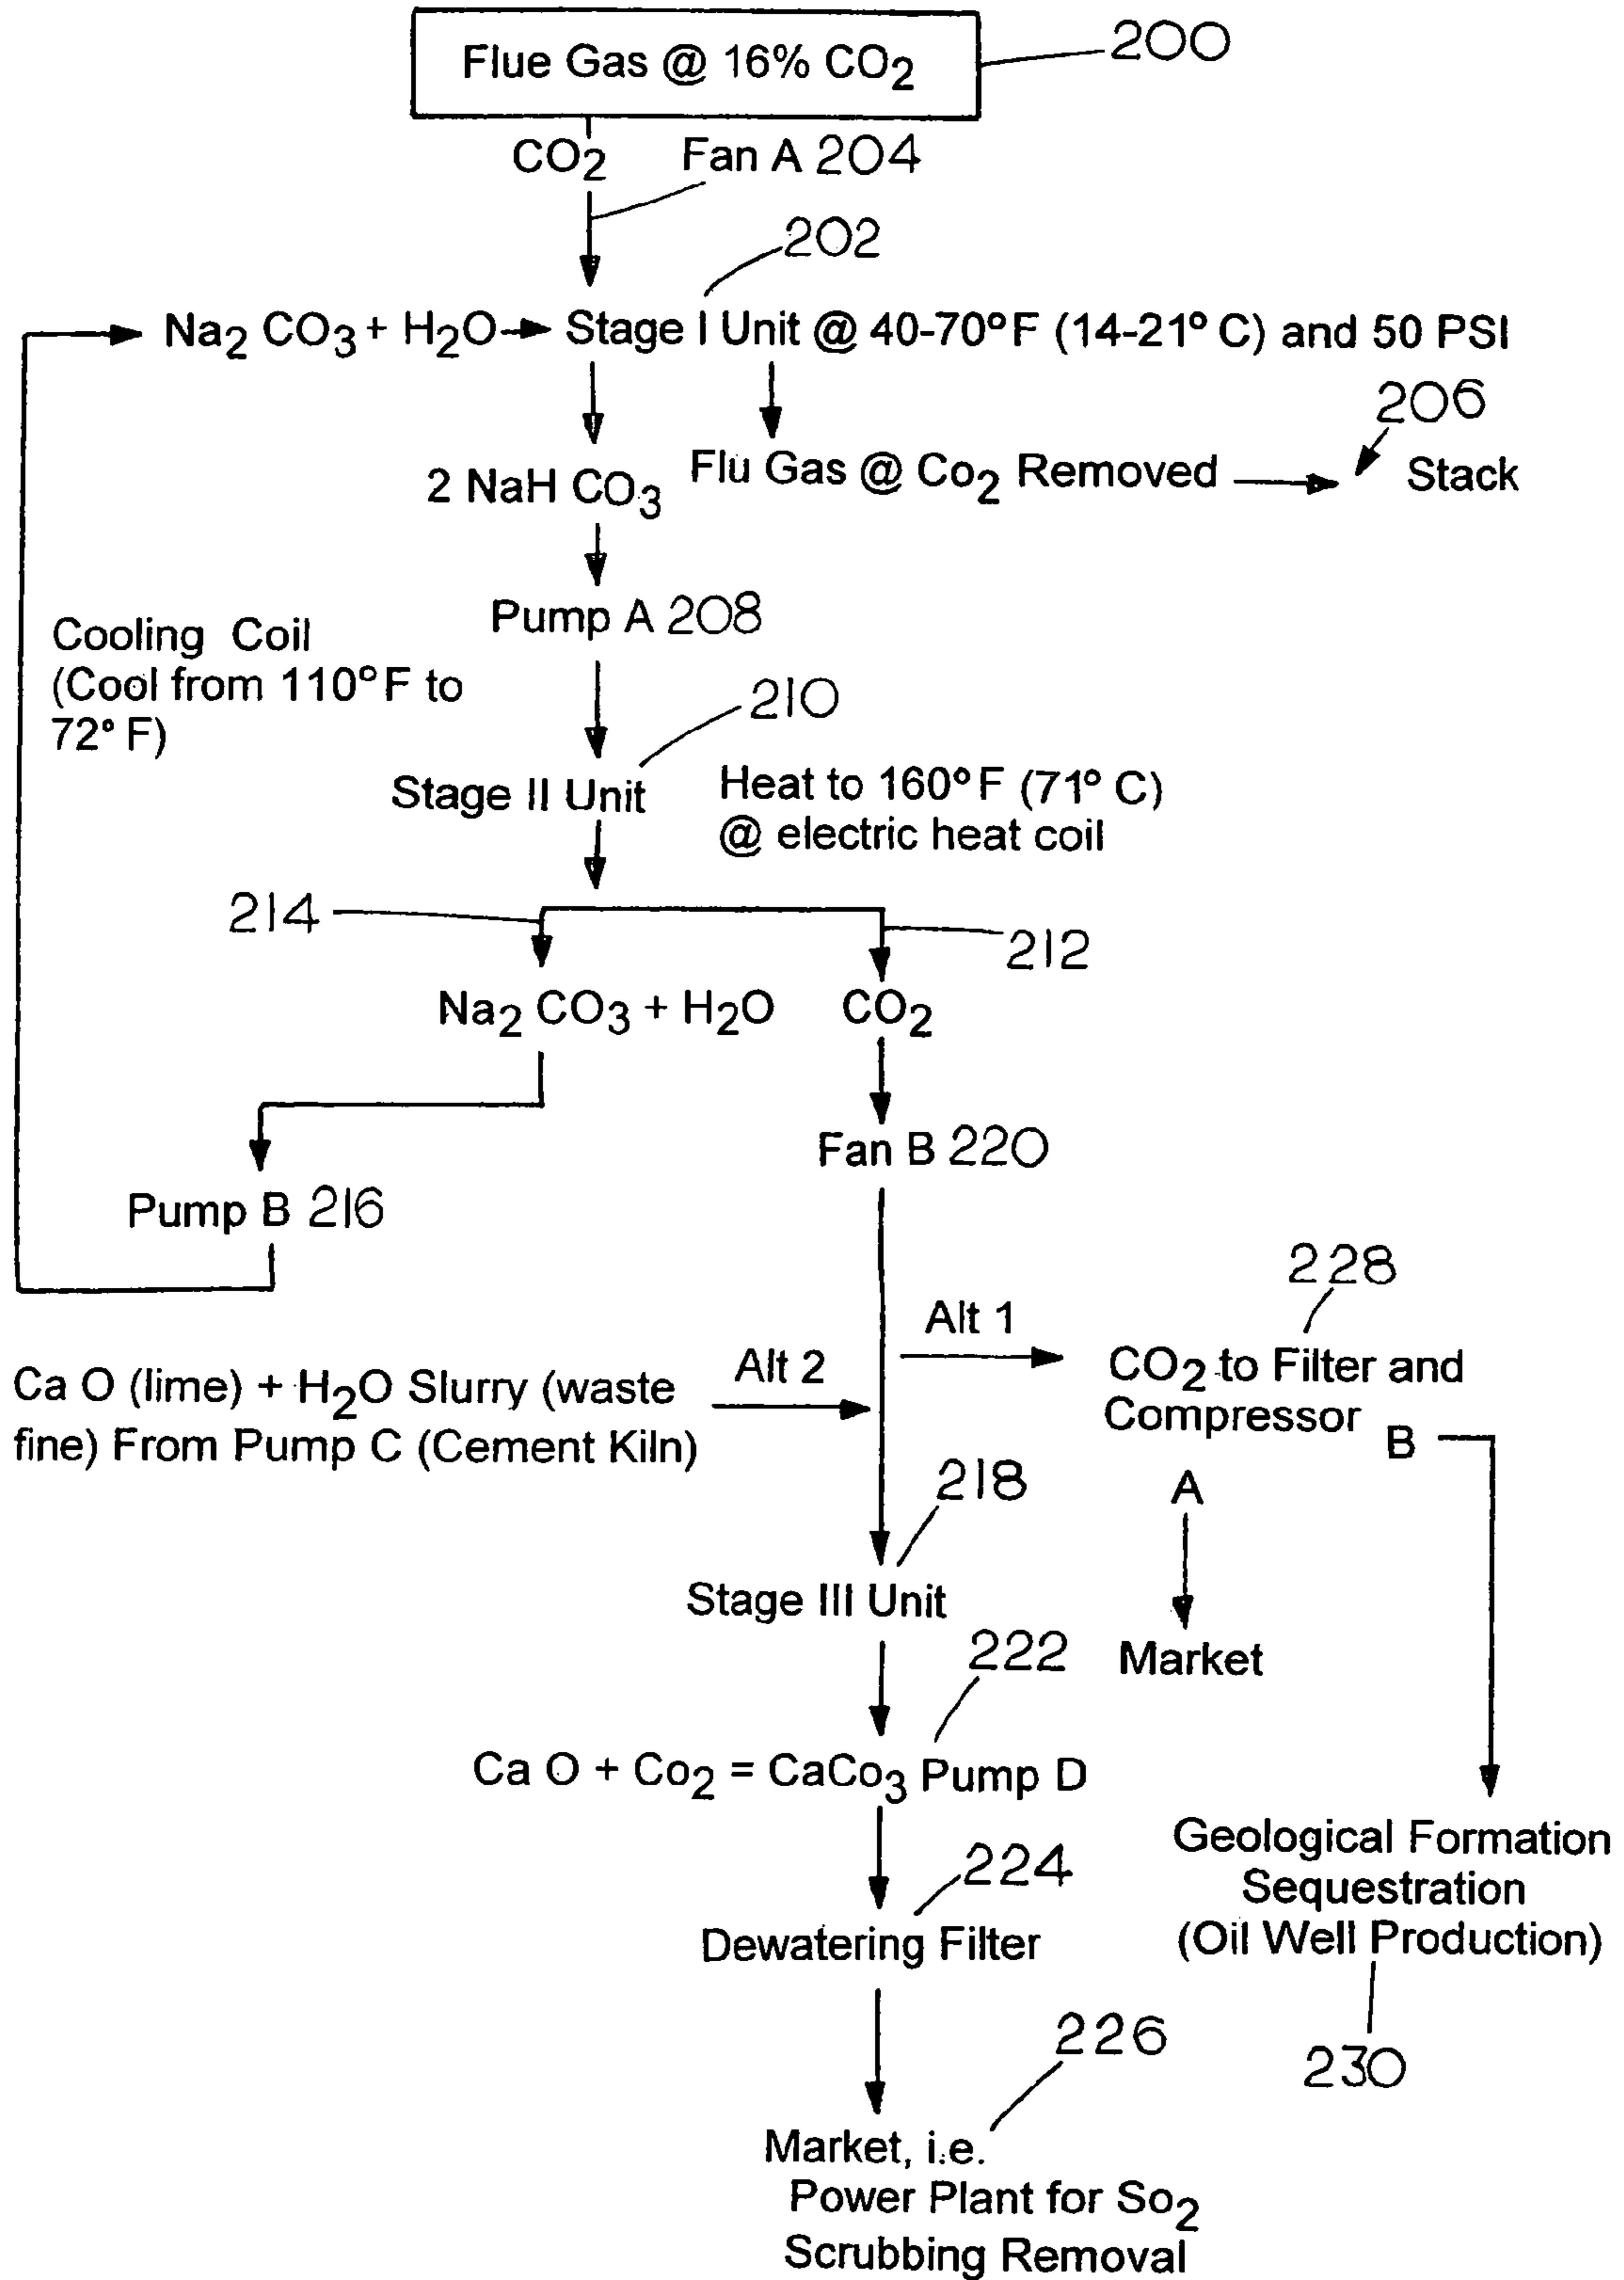 Flue Gas @ 16% CO2
200
CO2
Fan A 204
202
Na2 CO3 + H2O
Stage I Unit @ 40-70°F (14-21° C) and 50 PSI
206
2 NaH CO3
Flu Gas @ Co2 Removed
Stack
Pump A 208
Cooling Coil
(Cool from 110°F to
72° F)
210
Stage II Unit
Heat to 160°F (71° C)
@ electric heat coil
214
212
Na2 CO3 + H2O
CO2
Fan B 220
Pump B 216
228
Alt 1
Alt 2
CO2 to Filter and
Compressor
B
Ca O (lime) + H2O Slurry (waste
fine) From Pump C (Cement Kiln)
218
A
Stage III Unit
222
Market
Ca O + Co2 = CaCo3 Pump D
224
Geological Formation
Sequestration
(Oil Well Production)
Dewatering Filter
226
230
Market, i.e.
Power Plant for So2
Scrubbing Removal